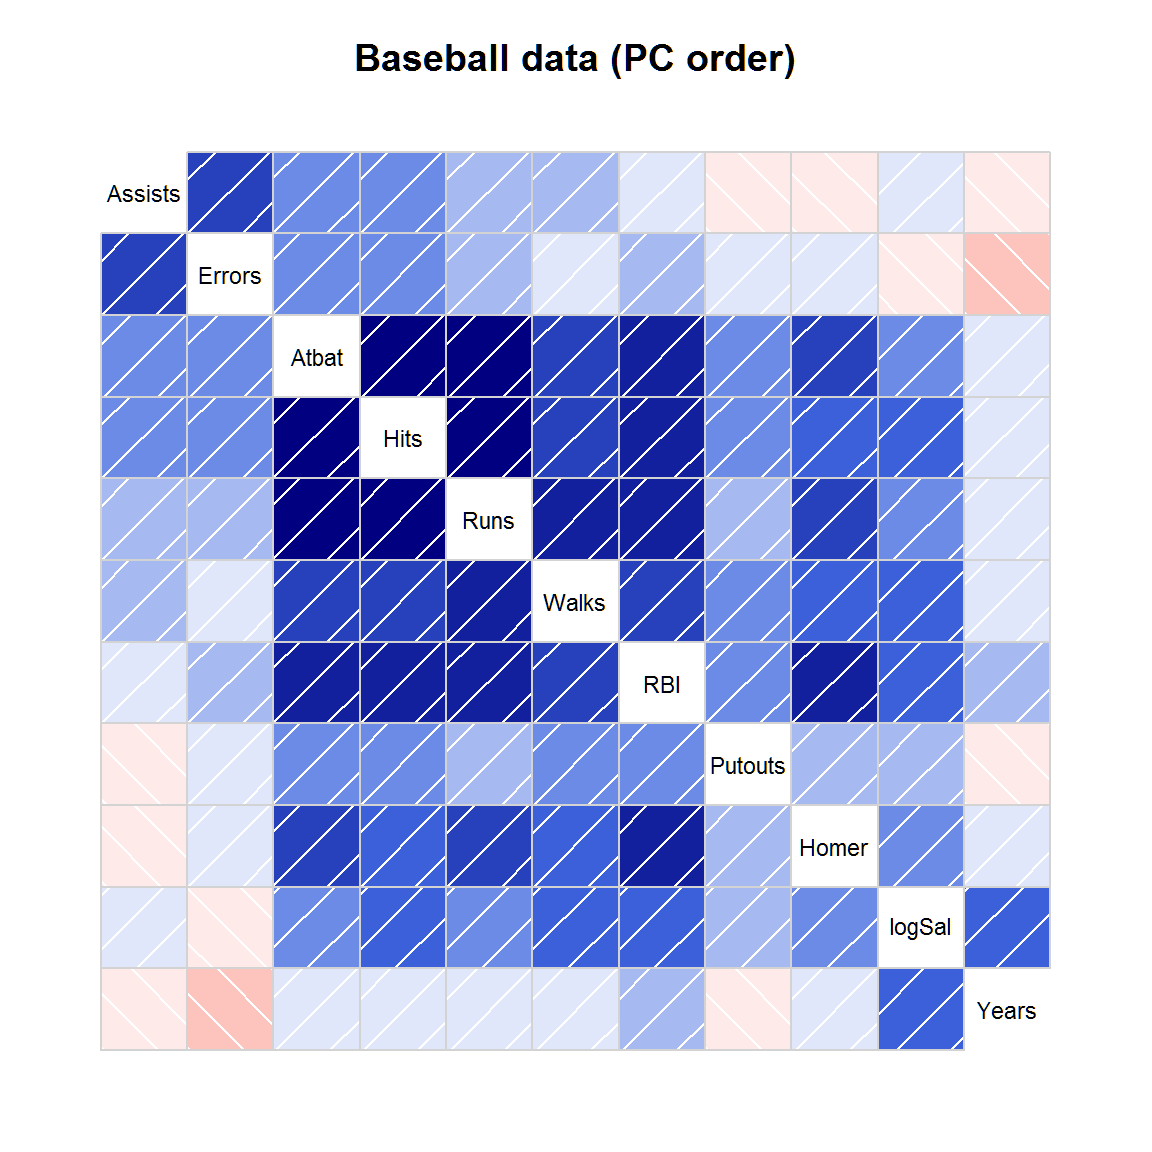 Baseball data (PC order)
Assists
Errors
Atbat
Hits
Runs
Walks
RBI
Putouts
Homer
logSal
Years